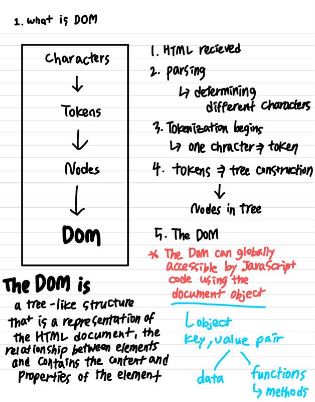 1. what is DOM
Characters
↓
Tokens
↓
Nodes
↓
DOM
1. HTML recieved
2. parsing
↳ determining
different characters
3. Tokenization begins
↳ one chracter ⇒ token
4. tokens ⇒ tree construction
↓
Nodes in tree
5. The DOM
* The Dom can globally
accessible by JavaScript
code using the
document object
The DOM is
a tree-like structure
that is a representation of
the HTML document, the
relationship between elements
and contains the content and
properties of the element
↳ object
key, value pair
data
functions
↳ methods